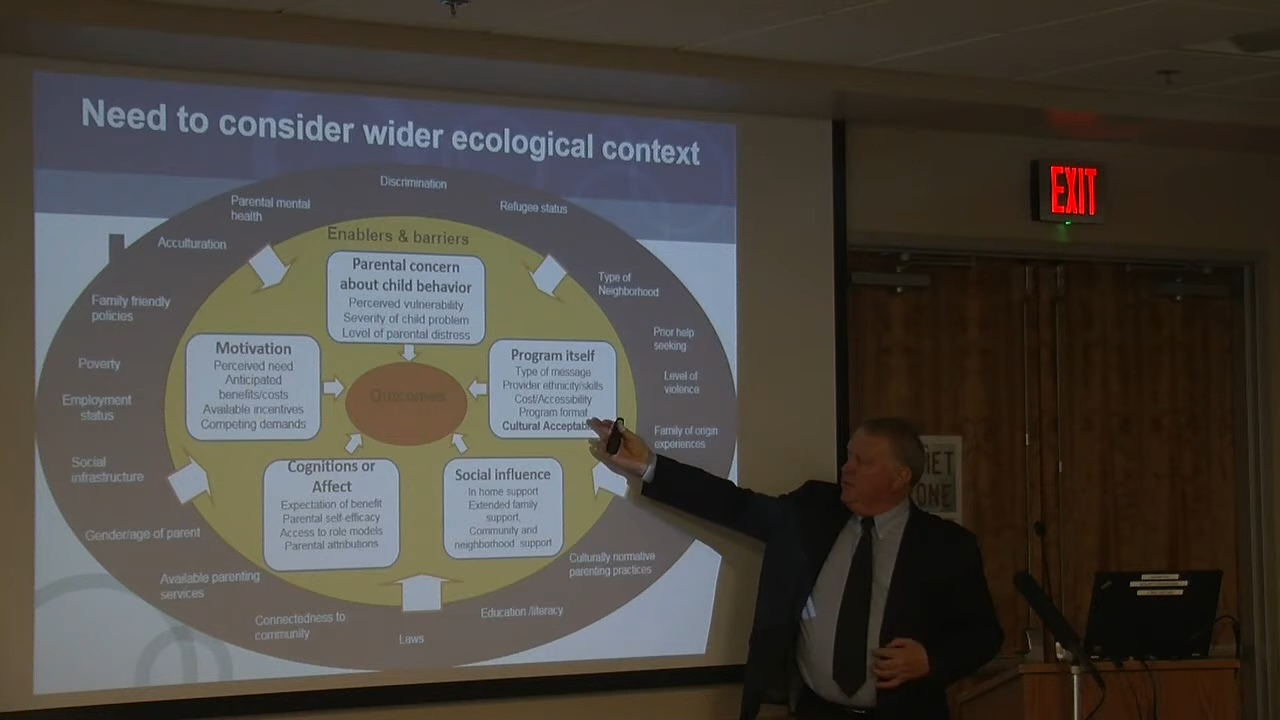 Need to consider wider ecological context
Discrimination
Parental mental
health
Refugee status
Acculturation
Enablers & barriers
Parental concern
about child behavior
Perceived vulnerability
Severity of child problem
Level of parental distress
Type of
Neighborhood
Family friendly
policies
Prior help
seeking
Motivation
Perceived need
Anticipated
benefits/costs
Available incentives
Competing demands
Program itself
Type of message
Provider ethnicity/skills
Cost/Accessibility
Program format
Cultural
Poverty
Level of
violence
Outcomes
Employment
status
Family of origin
experiences
Social
infrastructure
Cognitions or
Affect
Expectation of benefit
Parental self-efficacy
Access to role models
Parental attributions
Social influence
In home support
Extended family
support,
Community and
neighborhood support
Gender/age of parent
Culturally normative
parenting practices
Available parenting
services
Education /literacy
Connectedness to
community
Laws
EXIT